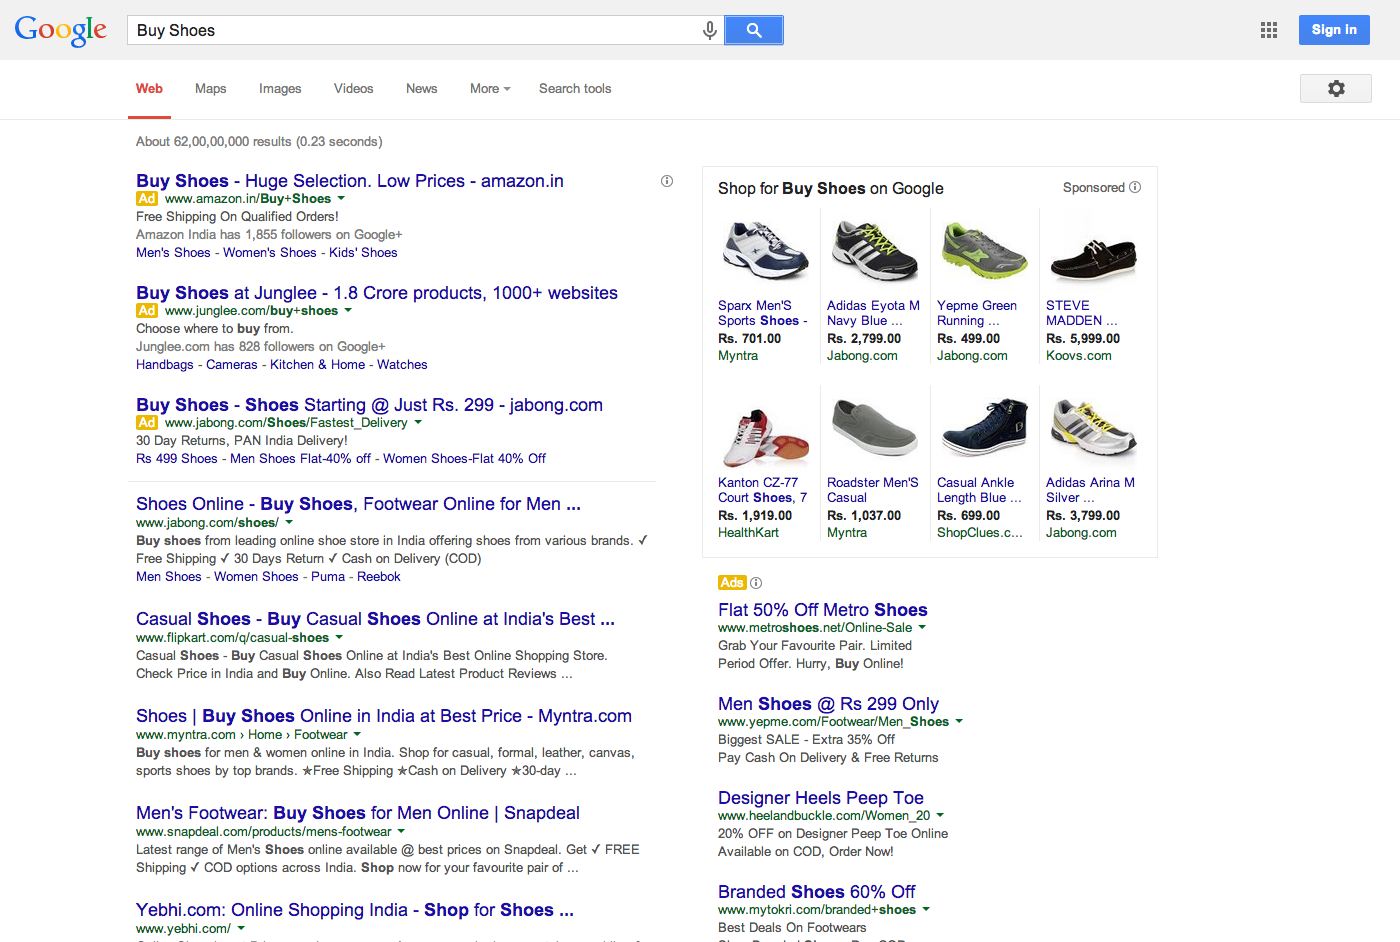 Google
Buy Shoes
Sign in
Web
Maps
Images
Videos
News
More
Search tools
About 62,00,00,000 results (0.23 seconds)
Buy Shoes - Huge Selection. Low Prices - amazon.in
Ad www.amazon.in/Buy+Shoes
Free Shipping On Qualified Orders!
Amazon India has 1,855 followers on Google+
Men's Shoes - Women's Shoes - Kids' Shoes
Buy Shoes at Junglee - 1.8 Crore products, 1000+ websites
Ad www.junglee.com/buy+shoes
Choose where to buy from.
Junglee.com has 828 followers on Google+
Handbags - Cameras - Kitchen & Home - Watches
Buy Shoes - Shoes Starting @ Just Rs. 299 - jabong.com
Ad www.jabong.com/Shoes/Fastest_Delivery
30 Day Returns, PAN India Delivery!
Rs 499 Shoes - Men Shoes Flat-40% off - Women Shoes-Flat 40% Off
Shoes Online - Buy Shoes, Footwear Online for Men ...
www.jabong.com/shoes/
Buy shoes from leading online shoe store in India offering shoes from various brands. ✓
Free Shipping ✓ 30 Days Return ✓ Cash on Delivery (COD)
Men Shoes - Women Shoes - Puma - Reebok
Casual Shoes - Buy Casual Shoes Online at India's Best ...
www.flipkart.com/q/casual-shoes
Casual Shoes - Buy Casual Shoes Online at India's Best Online Shopping Store.
Check Price in India and Buy Online. Also Read Latest Product Reviews ...
Shoes | Buy Shoes Online in India at Best Price - Myntra.com
www.myntra.com › Home › Footwear
Buy shoes for men & women online in India. Shop for casual, formal, leather, canvas,
sports shoes by top brands. ★Free Shipping ★Cash on Delivery ★30-day ...
Men's Footwear: Buy Shoes for Men Online | Snapdeal
www.snapdeal.com/products/mens-footwear
Latest range of Men's Shoes online available @ best prices on Snapdeal. Get ✓ FREE
Shipping ✓ COD options across India. Shop now for your favourite pair of ...
Yebhi.com: Online Shopping India - Shop for Shoes ...
www.yebhi.com/
Shop for Buy Shoes on Google
Sponsored
Sparx Men'S
Sports Shoes -
Rs. 701.00
Myntra
Adidas Eyota M
Navy Blue ...
Rs. 2,799.00
Jabong.com
Yepme Green
Running ...
Rs. 499.00
Jabong.com
STEVE
MADDEN ...
Rs. 5,999.00
Koovs.com
Kanton CZ-77
Court Shoes, 7
Rs. 1,919.00
HealthKart
Roadster Men'S
Casual
Rs. 1,037.00
Myntra
Casual Ankle
Length Blue ...
Rs. 699.00
ShopClues.c...
Adidas Arina M
Silver ...
Rs. 3,799.00
Jabong.com
Ads
Flat 50% Off Metro Shoes
www.metroshoes.net/Online-Sale
Grab Your Favourite Pair. Limited
Period Offer. Hurry, Buy Online!
Men Shoes @ Rs 299 Only
www.yepme.com/Footwear/Men_Shoes
Biggest SALE - Extra 35% Off
Pay Cash On Delivery & Free Returns
Designer Heels Peep Toe
www.heelandbuckle.com/Women_20
20% OFF on Designer Peep Toe Online
Available on COD, Order Now!
Branded Shoes 60% Off
www.mytokri.com/branded+shoes
Best Deals On Footwears